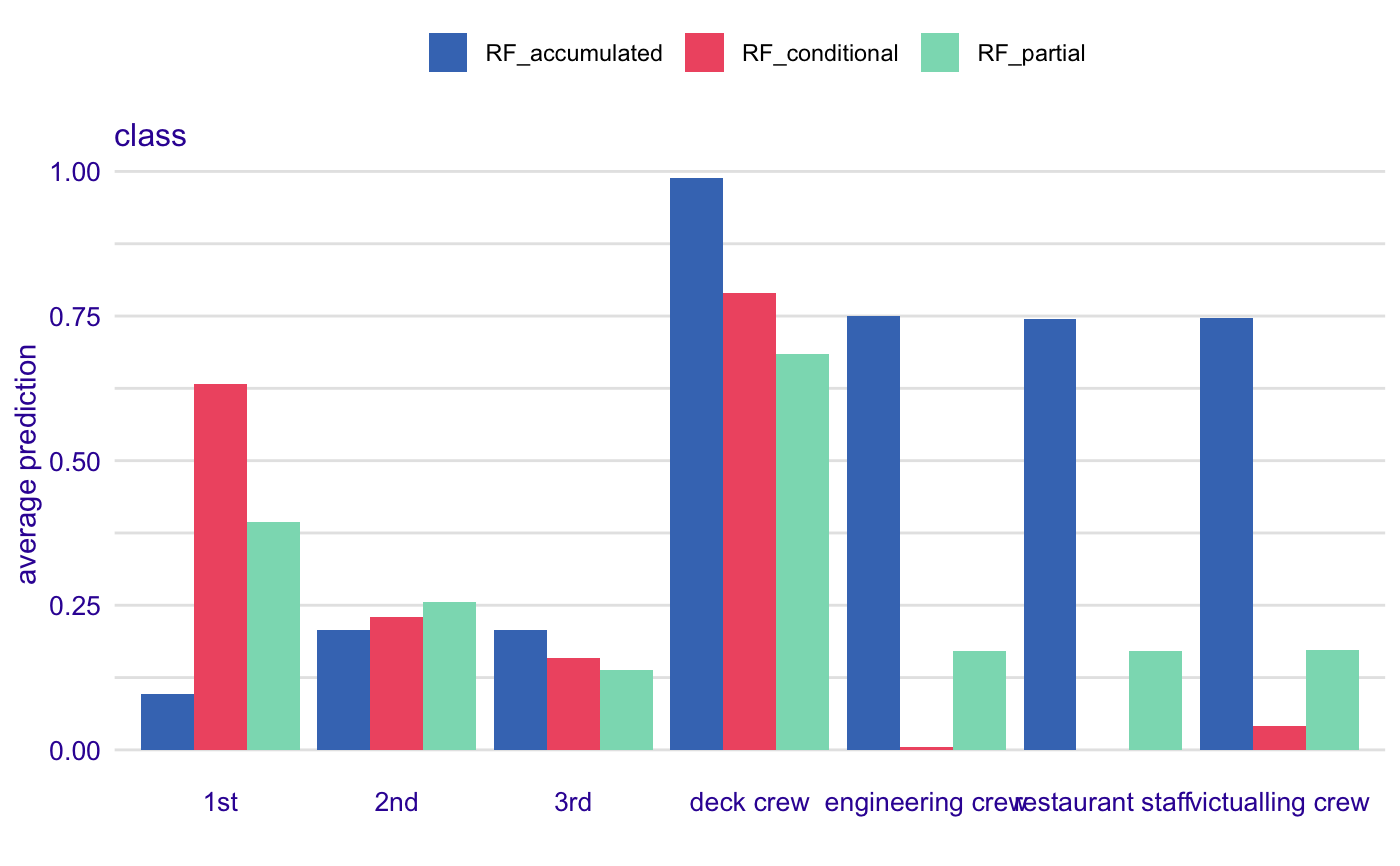 RF_accumulated RF_conditional RF_partial
class
1.00
0.75
0.50
0.25
0.00
average prediction
1st 2nd 3rd deck crew engineering crew restaurant staff victualling crew